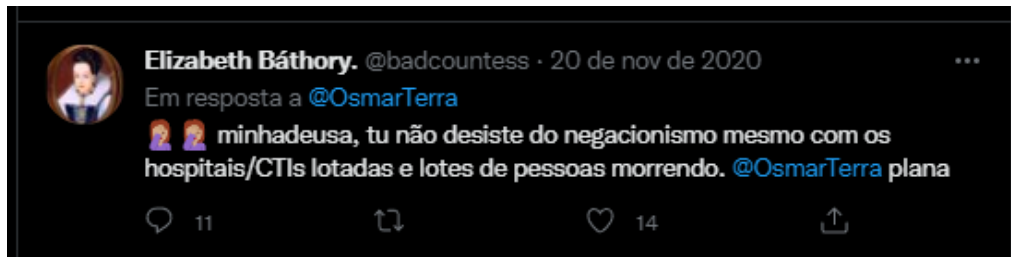 Elizabeth Báthory. @badcountess · 20 de nov de 2020
Em resposta a @OsmarTerra
🤦🏼‍♀️ 🤦🏼‍♀️ minhadeusa, tu não desiste do negacionismo mesmo com os
hospitais/CTIs lotadas e lotes de pessoas morrendo. @OsmarTerra plana
11 14